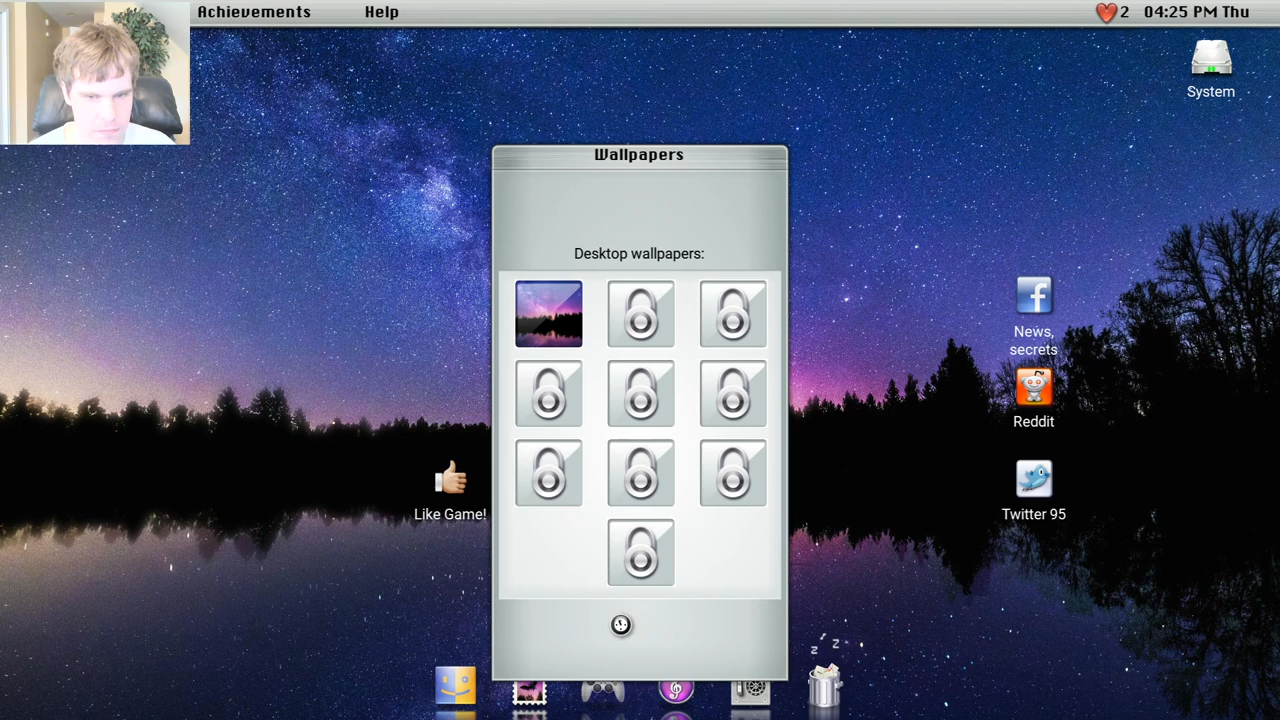 Achievements Help 2 04:25 PM Thu
System
Wallpapers
Desktop wallpapers:
News,
secrets
Reddit
Like Game!
Twitter 95
z z